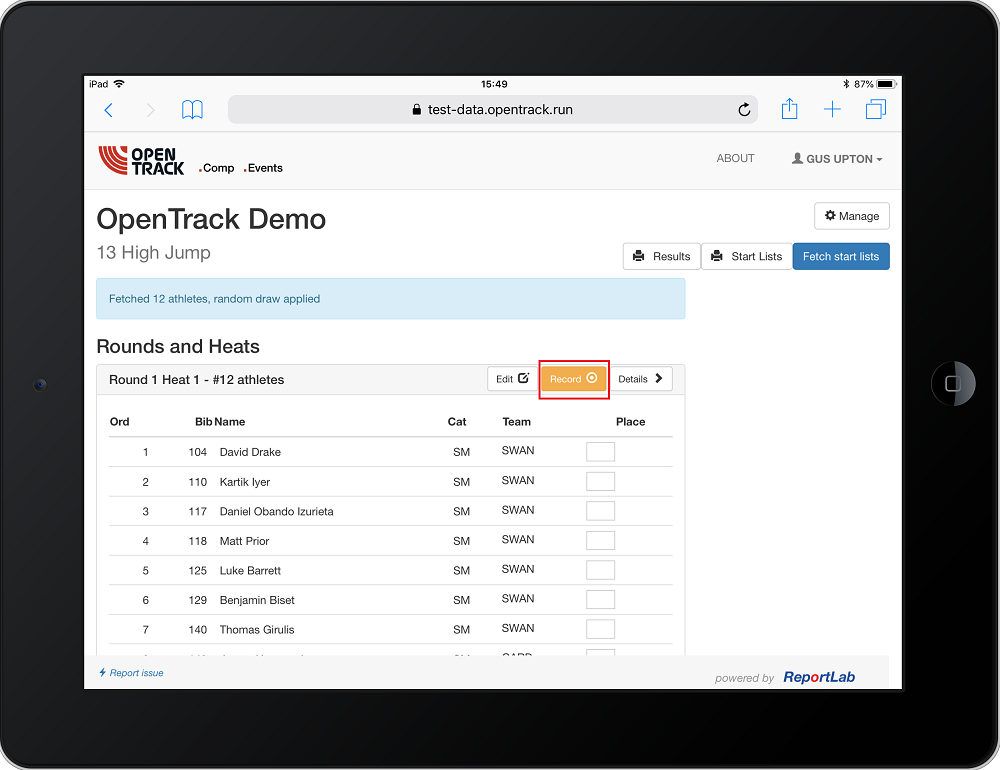 iPad 15:49 87%
test-data.opentrack.run
OPEN TRACK .Comp .Events ABOUT GUS UPTON
OpenTrack Demo Manage
13 High Jump Results Start Lists Fetch start lists
Fetched 12 athletes, random draw applied
Rounds and Heats
Round 1 Heat 1 - #12 athletes Edit Record Details
Ord Bib Name Cat Team Place
1 104 David Drake SM SWAN
2 110 Kartik Iyer SM SWAN
3 117 Daniel Obando Izurieta SM SWAN
4 118 Matt Prior SM SWAN
5 125 Luke Barrett SM SWAN
6 129 Benjamin Biset SM SWAN
7 140 Thomas Girulis SM SWAN
Report issue powered by ReportLab